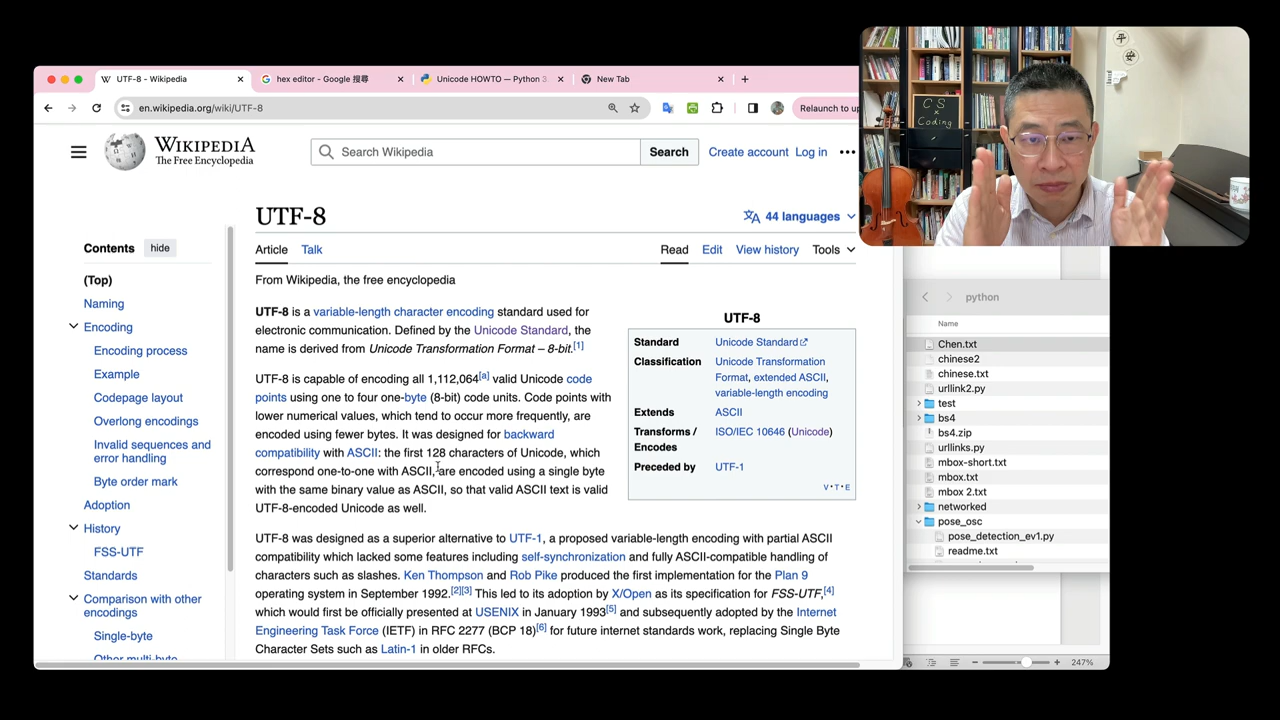 UTF-8 - Wikipedia
hex editor - Google 搜尋
Unicode HOWTO — Python 3.
New Tab
en.wikipedia.org/wiki/UTF-8
Relaunch to up
WIKIPEDIA
The Free Encyclopedia
Search Wikipedia
Search
Create account
Log in
UTF-8
44 languages
Article
Talk
Read
Edit
View history
Tools
Contents
hide
(Top)
Naming
Encoding
Encoding process
Example
Codepage layout
Overlong encodings
Invalid sequences and
error handling
Byte order mark
Adoption
History
FSS-UTF
Standards
Comparison with other
encodings
Single-byte
Other multi-byte
From Wikipedia, the free encyclopedia
UTF-8 is a variable-length character encoding standard used for
electronic communication. Defined by the Unicode Standard, the
name is derived from Unicode Transformation Format – 8-bit.[1]
UTF-8 is capable of encoding all 1,112,064[a] valid Unicode code
points using one to four one-byte (8-bit) code units. Code points with
lower numerical values, which tend to occur more frequently, are
encoded using fewer bytes. It was designed for backward
compatibility with ASCII: the first 128 characters of Unicode, which
correspond one-to-one with ASCII, are encoded using a single byte
with the same binary value as ASCII, so that valid ASCII text is valid
UTF-8-encoded Unicode as well.
UTF-8 was designed as a superior alternative to UTF-1, a proposed variable-length encoding with partial ASCII
compatibility which lacked some features including self-synchronization and fully ASCII-compatible handling of
characters such as slashes. Ken Thompson and Rob Pike produced the first implementation for the Plan 9
operating system in September 1992.[2][3] This led to its adoption by X/Open as its specification for FSS-UTF,[4]
which would first be officially presented at USENIX in January 1993[5] and subsequently adopted by the Internet
Engineering Task Force (IETF) in RFC 2277 (BCP 18)[6] for future internet standards work, replacing Single Byte
Character Sets such as Latin-1 in older RFCs.
UTF-8
Standard
Unicode Standard
Classification
Unicode Transformation
Format, extended ASCII,
variable-length encoding
Extends
ASCII
Transforms /
Encodes
ISO/IEC 10646 (Unicode)
Preceded by
UTF-1
V·T·E
平
安
CS
×
Coding
python
Name
Chen.txt
chinese2
chinese.txt
urllink2.py
test
bs4
bs4.zip
urllinks.py
mbox-short.txt
mbox.txt
mbox 2.txt
networked
pose_osc
pose_detection_ev1.py
readme.txt
247%